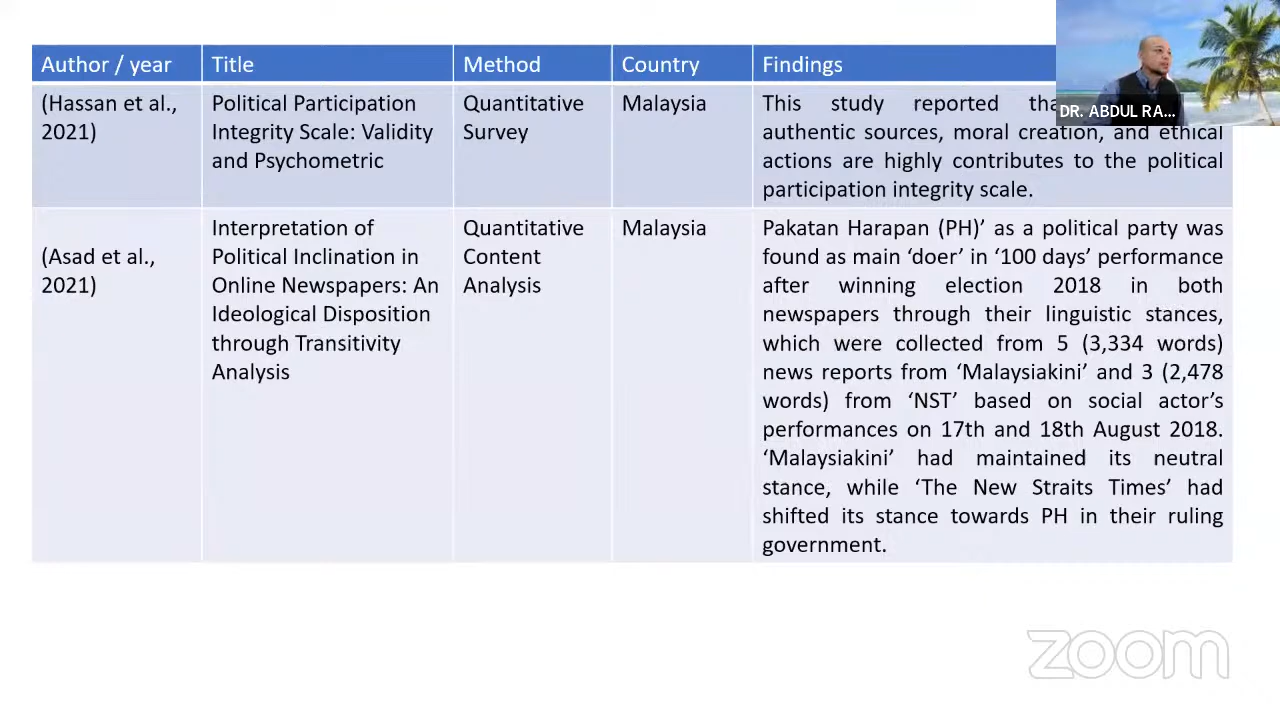 Author / year
Title
Method
Country
Findings
(Hassan et al.,
2021)
Political Participation
Integrity Scale: Validity
and Psychometric
Quantitative
Survey
Malaysia
This study reported
authentic sources, moral creation, and ethical
actions are highly contributes to the political
participation integrity scale.
(Asad et al.,
2021)
Interpretation of
Political Inclination in
Online Newspapers: An
Ideological Disposition
through Transitivity
Analysis
Quantitative
Content
Analysis
Malaysia
Pakatan Harapan (PH)’ as a political party was
found as main ‘doer’ in ‘100 days’ performance
after winning election 2018 in both
newspapers through their linguistic stances,
which were collected from 5 (3,334 words)
news reports from ‘Malaysiakini’ and 3 (2,478
words) from ‘NST’ based on social actor’s
performances on 17th and 18th August 2018.
‘Malaysiakini’ had maintained its neutral
stance, while ‘The New Straits Times’ had
shifted its stance towards PH in their ruling
government.
DR. ABDUL RA...
zoom